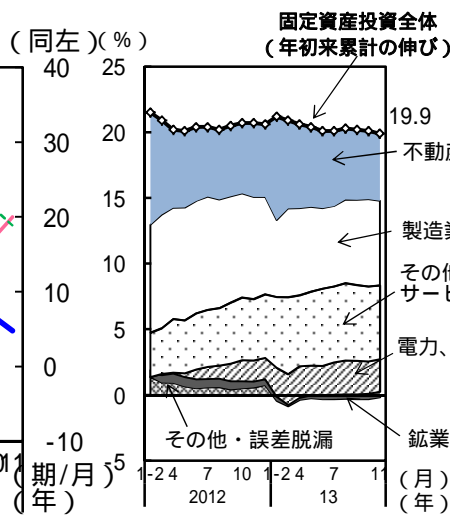 (同左)(%)
固定資産投資全体
(年初来累計の伸び)
40
30
20
10
0
-10
25
20
15
10
5
0
-5
19.9
不動産
製造業
その他
サービ
電力、
鉱業
その他・誤差脱漏
1-2 4 7 10 1-2 4 7 11
2012 13
(期/月)
(年)
(月)
(年)